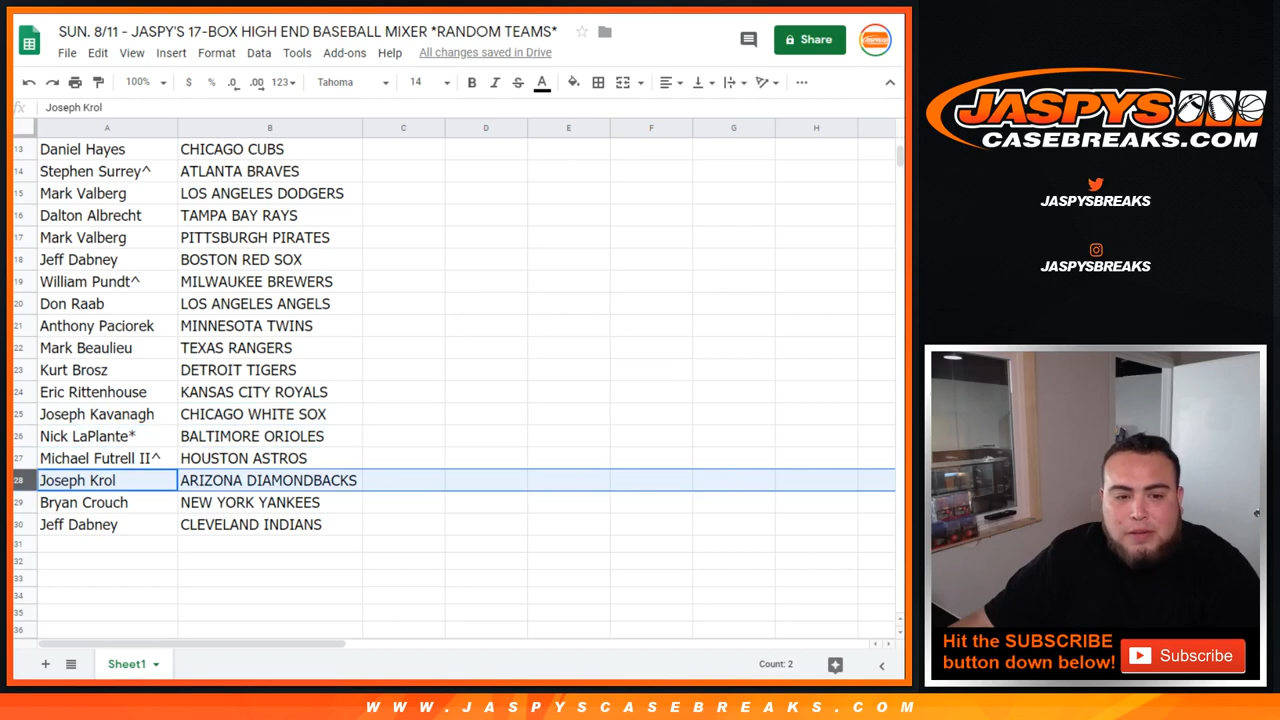 SUN. 8/11 - JASPY'S 17-BOX HIGH END BASEBALL MIXER *RANDOM TEAMS*
File Edit View Insert Format Data Tools Add-ons Help All changes saved in Drive
Share
100% $ % .0 .00 123 Tahoma 14 B I S A
fx Joseph Krol
A B C D E F G H
13 Daniel Hayes CHICAGO CUBS
14 Stephen Surrey^ ATLANTA BRAVES
15 Mark Valberg LOS ANGELES DODGERS
16 Dalton Albrecht TAMPA BAY RAYS
17 Mark Valberg PITTSBURGH PIRATES
18 Jeff Dabney BOSTON RED SOX
19 William Pundt^ MILWAUKEE BREWERS
20 Don Raab LOS ANGELES ANGELS
21 Anthony Paciorek MINNESOTA TWINS
22 Mark Beaulieu TEXAS RANGERS
23 Kurt Brosz DETROIT TIGERS
24 Eric Rittenhouse KANSAS CITY ROYALS
25 Joseph Kavanagh CHICAGO WHITE SOX
26 Nick LaPlante* BALTIMORE ORIOLES
27 Michael Futrell II^ HOUSTON ASTROS
28 Joseph Krol ARIZONA DIAMONDBACKS
29 Bryan Crouch NEW YORK YANKEES
30 Jeff Dabney CLEVELAND INDIANS
31
32
33
34
35
36
Sheet1 Count: 2
JASPYS
CASEBREAKS.COM
JASPYSBREAKS
JASPYSBREAKS
Hit the SUBSCRIBE
button down below!
Subscribe
WWW.JASPYSCASEBREAKS.COM